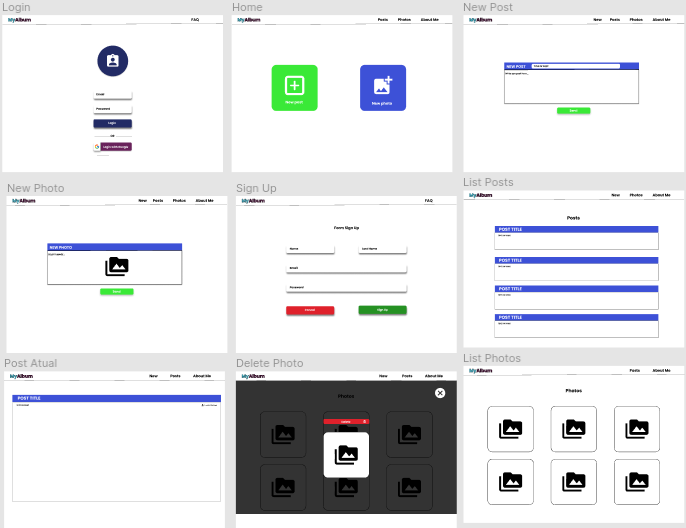 Login
MyAlbum FAQ
Email
Password
Login
OR
Login with Google
Home
MyAlbum Posts Photos About Me
New post
New photo
New Post
MyAlbum New Posts Photos About Me
NEW POST
Send
New Photo
MyAlbum New Posts Photos About Me
NEW PHOTO
Send
Sign Up
MyAlbum FAQ
Form Sign Up
Name Last Name
Email
Password
Cancel Sign Up
List Posts
MyAlbum New Photos About Me
Posts
POST TITLE
POST TITLE
POST TITLE
POST TITLE
Post Atual
MyAlbum New Posts About Me
POST TITLE
Delete Photo
MyAlbum New Posts About Me
Photos
Delete
List Photos
MyAlbum Posts About Me
Photos